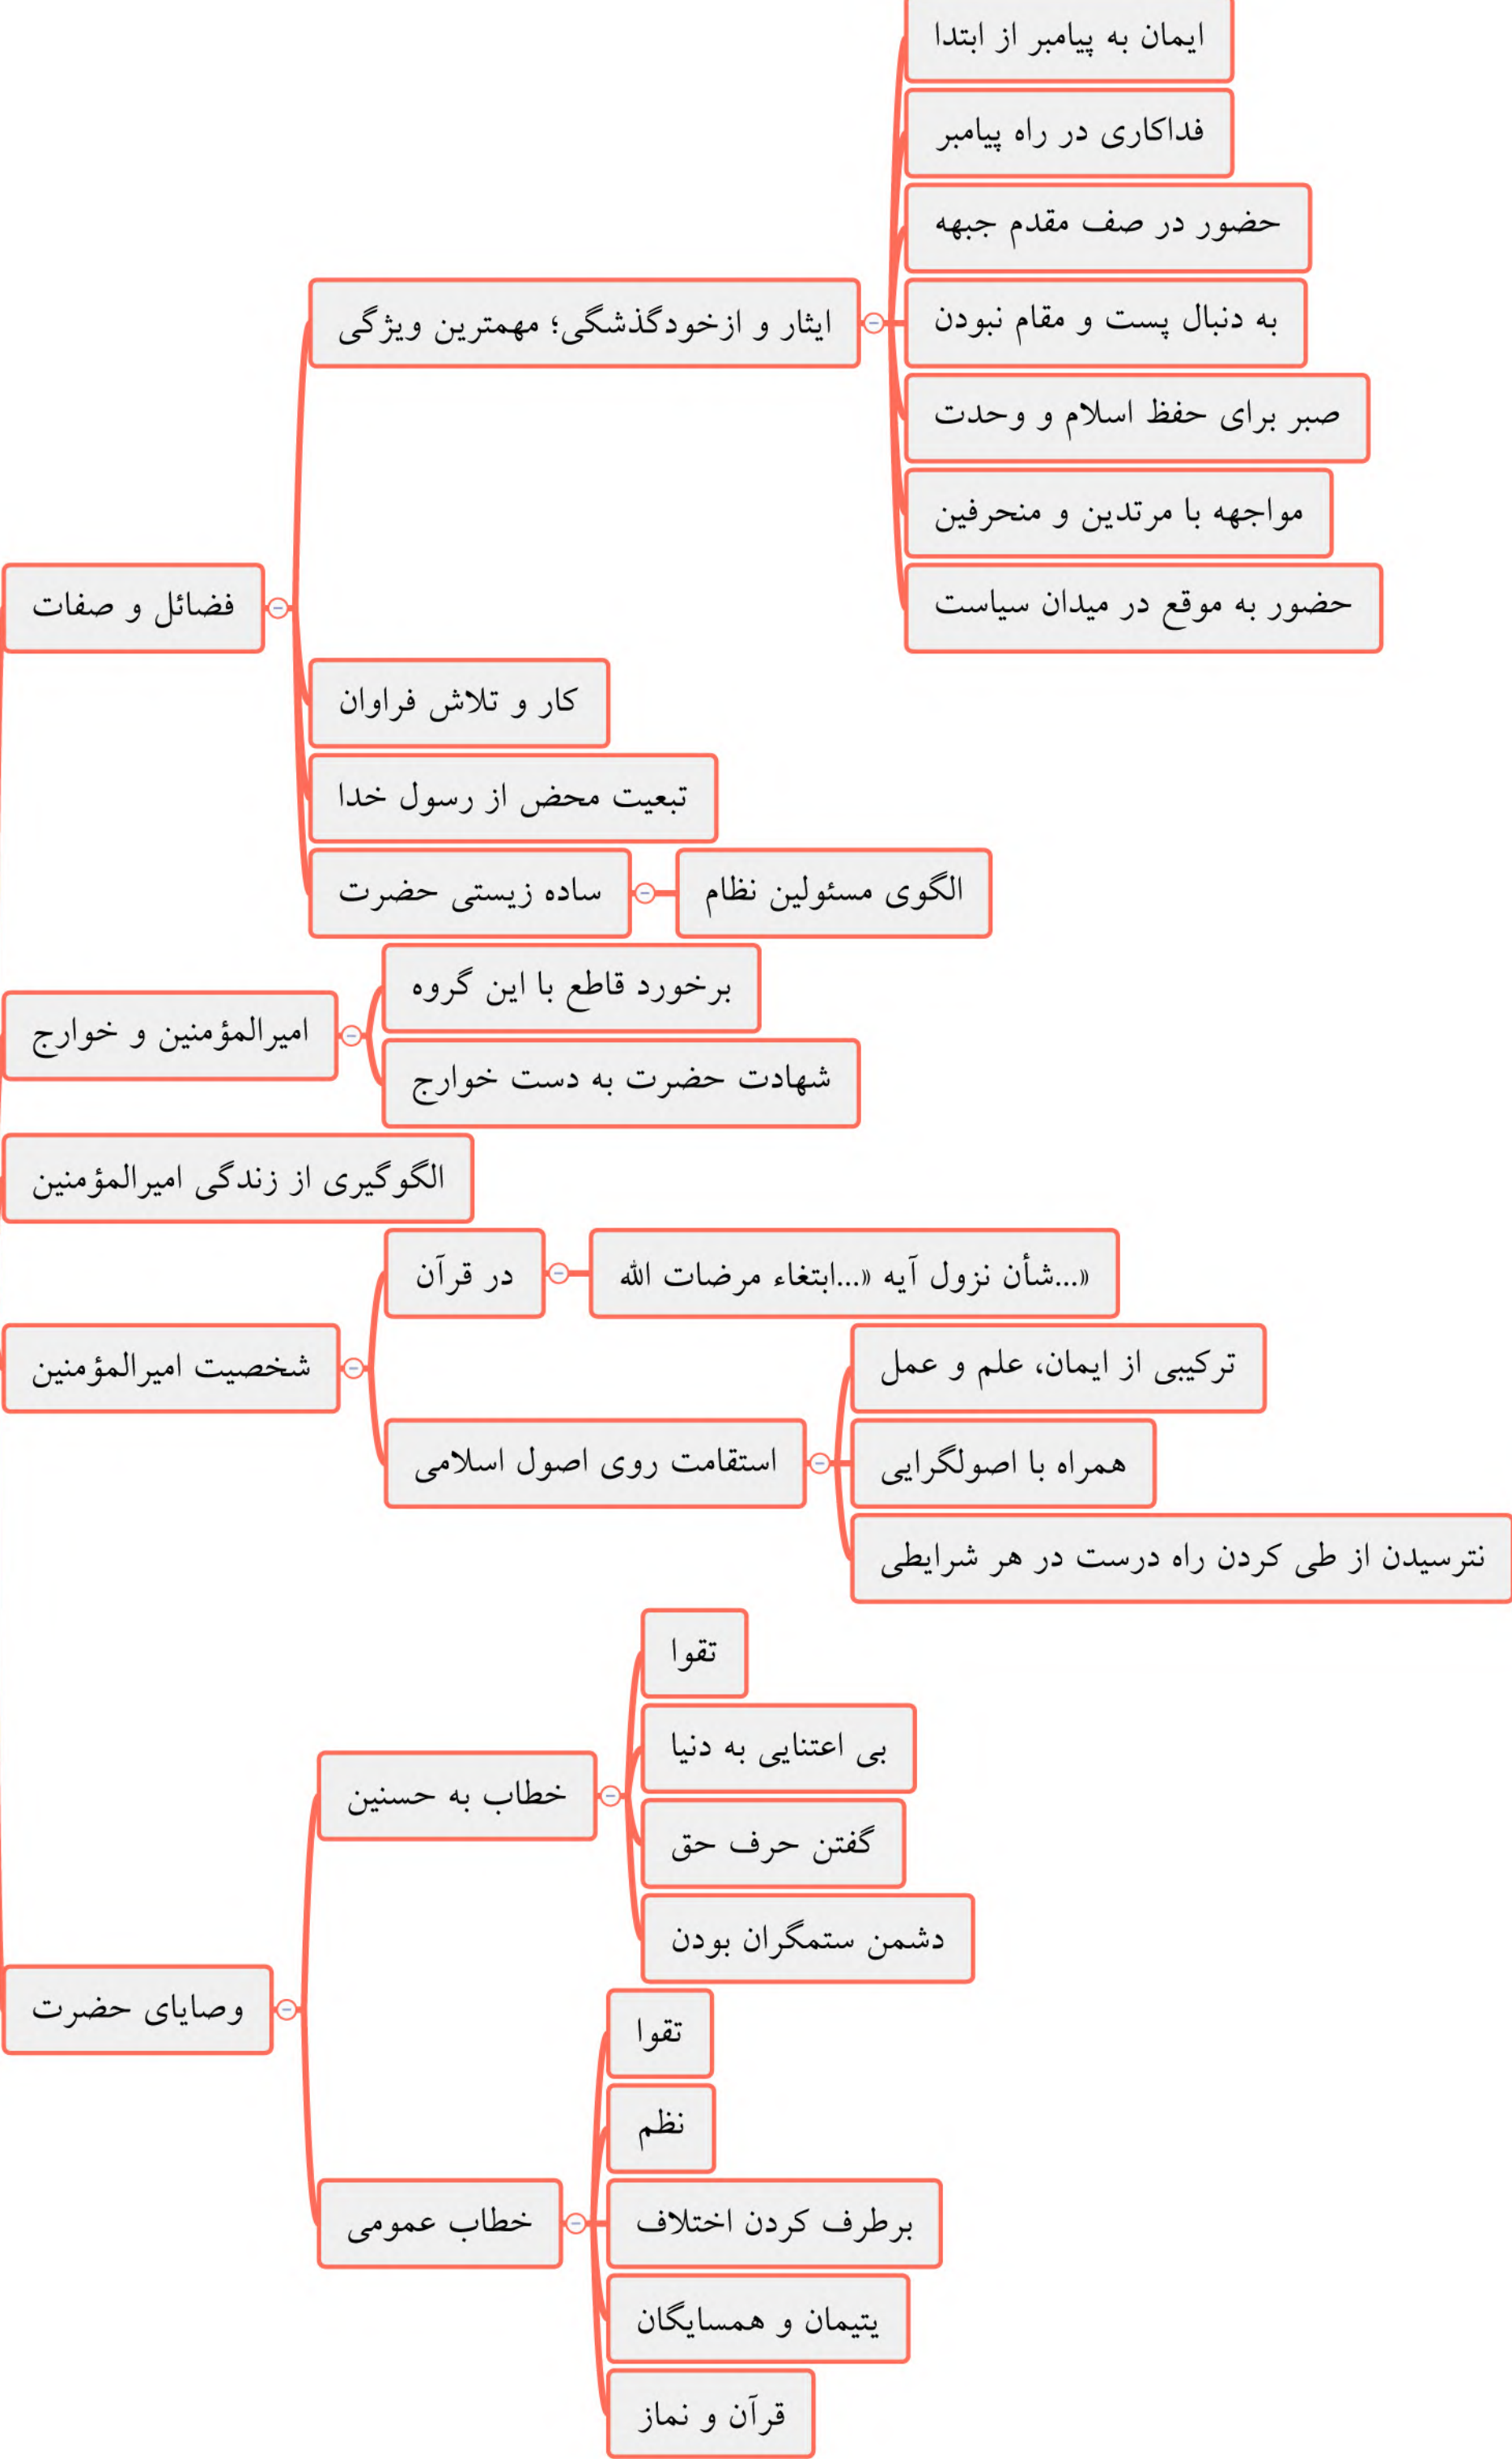 ایمان به پیامبر از ابتدا
فداکاری در راه پیامبر
حضور در صف مقدم جبهه
ایثار و ازخودگذشگی؛ مهمترین ویژگی
به دنبال پست و مقام نبودن
صبر برای حفظ اسلام و وحدت
مواجهه با مرتدین و منحرفین
فضائل و صفات
حضور به موقع در میدان سیاست
کار و تلاش فراوان
تبعیت محض از رسول خدا
ساده زیستی حضرت
الگوی مسئولین نظام
برخورد قاطع با این گروه
امیرالمؤمنین و خوارج
شهادت حضرت به دست خوارج
الگوگیری از زندگی امیرالمؤمنین
در قرآن
«...شأن نزول آیه «...ابتغاء مرضات الله
شخصیت امیرالمؤمنین
ترکیبی از ایمان، علم و عمل
استقامت روی اصول اسلامی
همراه با اصولگرایی
نترسیدن از طی کردن راه درست در هر شرایطی
تقوا
بی اعتنایی به دنیا
خطاب به حسنین
گفتن حرف حق
دشمن ستمگران بودن
وصایای حضرت
تقوا
نظم
خطاب عمومی
برطرف کردن اختلاف
یتیمان و همسایگان
قرآن و نماز